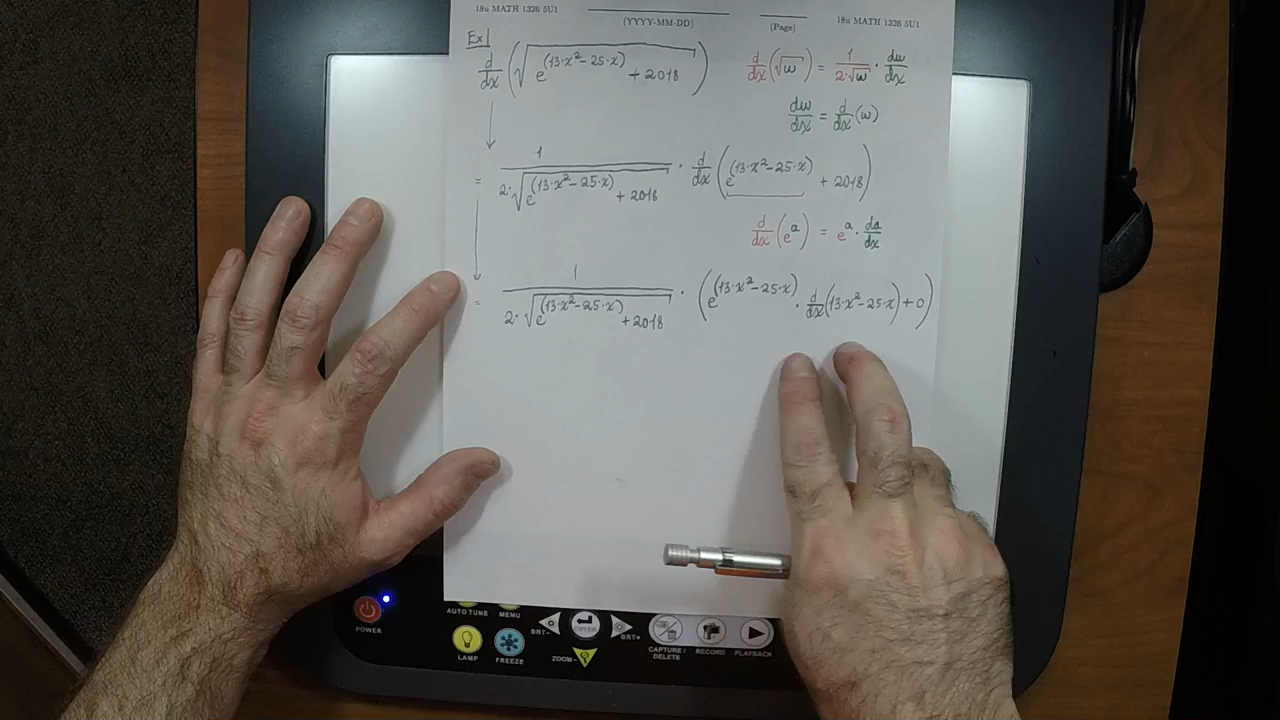 18u MATH 1326 5U1 (YYYY-MM-DD) (Page) 18u MATH 1326 5U1
Ex1
d/dx (√(e^(13·x²-25·x) + 2018)) d/dx (√w) = 1/(2·√w) · dw/dx
dw/dx = d/dx (w)
= 1/(2·√(e^(13·x²-25·x) + 2018)) · d/dx (e^(13·x²-25·x) + 2018)
d/dx (e^a) = e^a · da/dx
= 1/(2·√(e^(13·x²-25·x) + 2018)) · (e^(13·x²-25·x) · d/dx (13·x²-25·x) + 0)
POWER
AUTO TUNE MENU
LAMP FREEZE
BRT- ENTER BRT+
ZOOM
CAPTURE / DELETE
RECORD
PLAYBACK